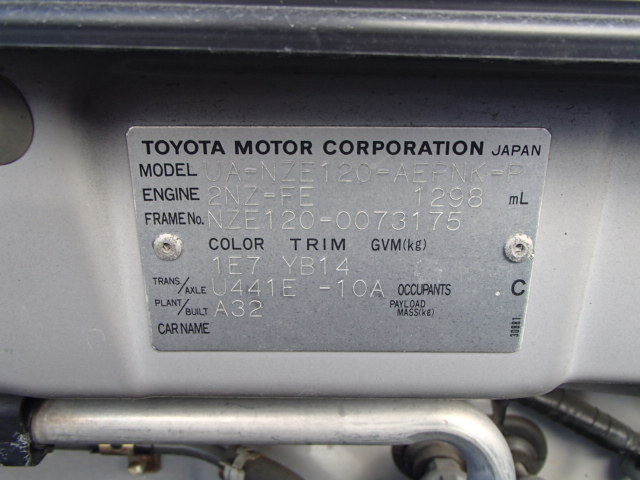 TOYOTA MOTOR CORPORATION JAPAN
MODEL UA-NZE120-AEPNK-P
ENGINE 2NZ-FE 1298 mL
FRAME No. NZE120-0073175
COLOR TRIM GVM(kg)
1E7 YB14
TRANS/AXLE U441E -10A OCCUPANTS C
PLANT/BUILT A32 PAYLOAD MASS(kg)
CAR NAME
30881